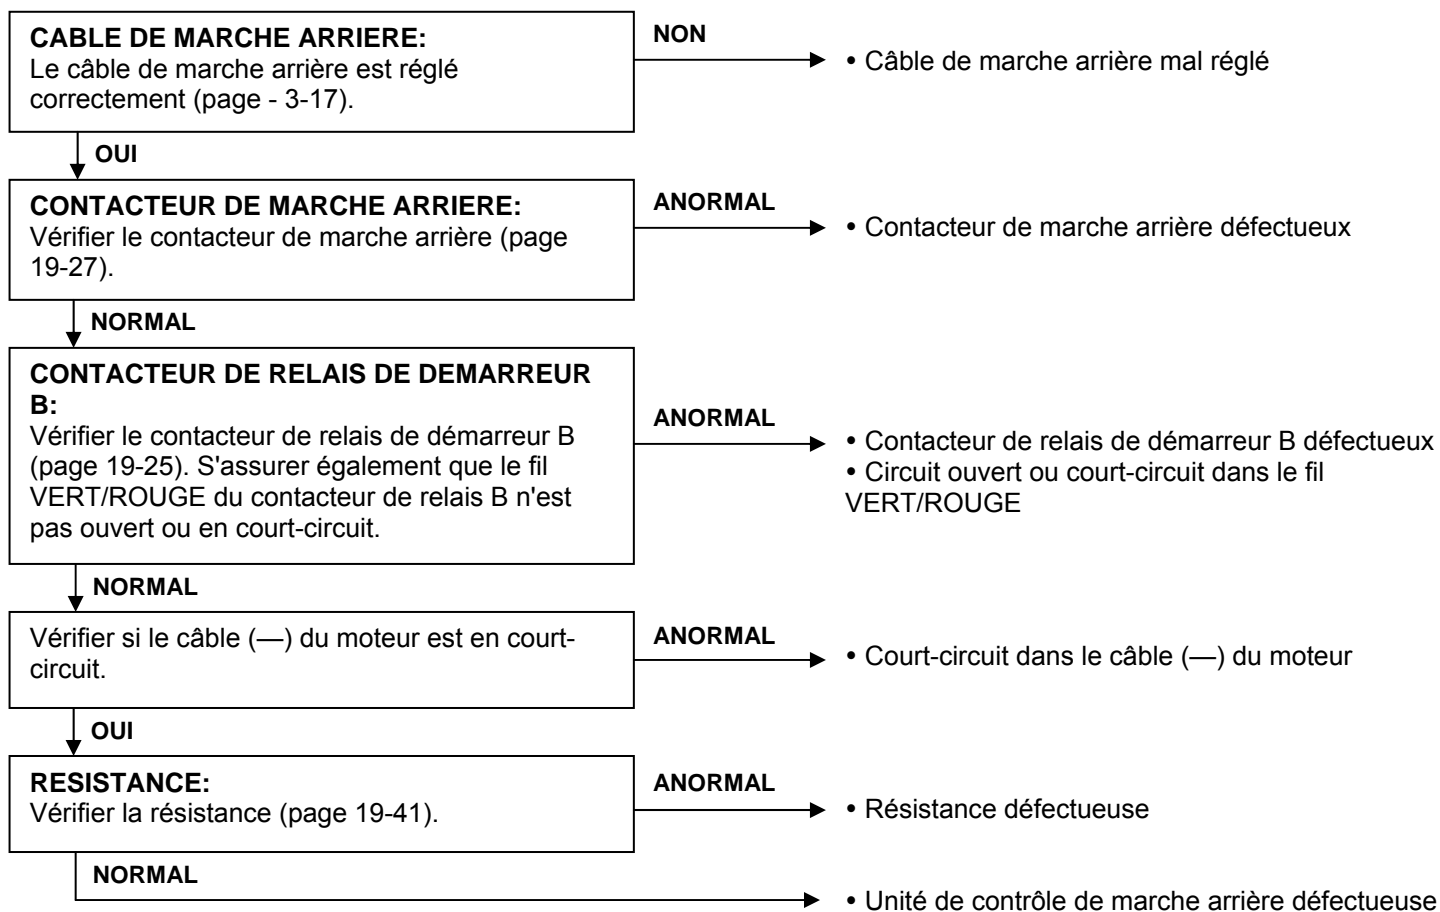 CABLE DE MARCHE ARRIERE:
Le câble de marche arrière est réglé
correctement (page - 3-17).
NON
• Câble de marche arrière mal réglé
OUI
CONTACTEUR DE MARCHE ARRIERE:
Vérifier le contacteur de marche arrière (page
19-27).
ANORMAL
• Contacteur de marche arrière défectueux
NORMAL
CONTACTEUR DE RELAIS DE DEMARREUR
B:
Vérifier le contacteur de relais de démarreur B
(page 19-25). S'assurer également que le fil
VERT/ROUGE du contacteur de relais B n'est
pas ouvert ou en court-circuit.
ANORMAL
• Contacteur de relais de démarreur B défectueux
• Circuit ouvert ou court-circuit dans le fil
VERT/ROUGE
NORMAL
Vérifier si le câble (—) du moteur est en court-
circuit.
ANORMAL
• Court-circuit dans le câble (—) du moteur
OUI
RESISTANCE:
Vérifier la résistance (page 19-41).
ANORMAL
• Résistance défectueuse
NORMAL
• Unité de contrôle de marche arrière défectueuse